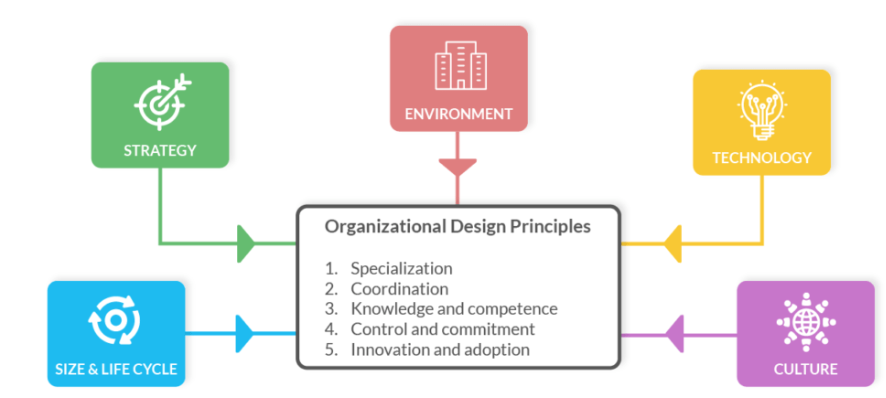 ENVIRONMENT
STRATEGY
TECHNOLOGY
Organizational Design Principles
1. Specialization
2. Coordination
3. Knowledge and competence
4. Control and commitment
5. Innovation and adoption
SIZE & LIFE CYCLE
CULTURE